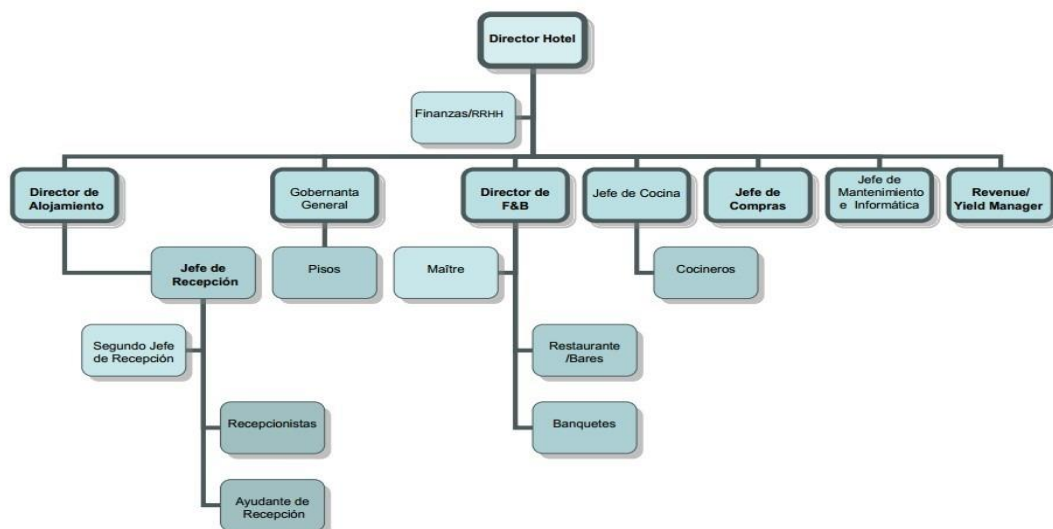 Director Hotel
Finanzas/RRHH
Director de
Alojamiento
Gobernanta
General
Director de
F&B
Jefe de Cocina
Jefe de
Compras
Jefe de
Mantenimiento
e Informática
Revenue/
Yield Manager
Jefe de
Recepción
Pisos
Maître
Cocineros
Segundo Jefe
de Recepción
Restaurante
/Bares
Recepcionistas
Banquetes
Ayudante de
Recepción